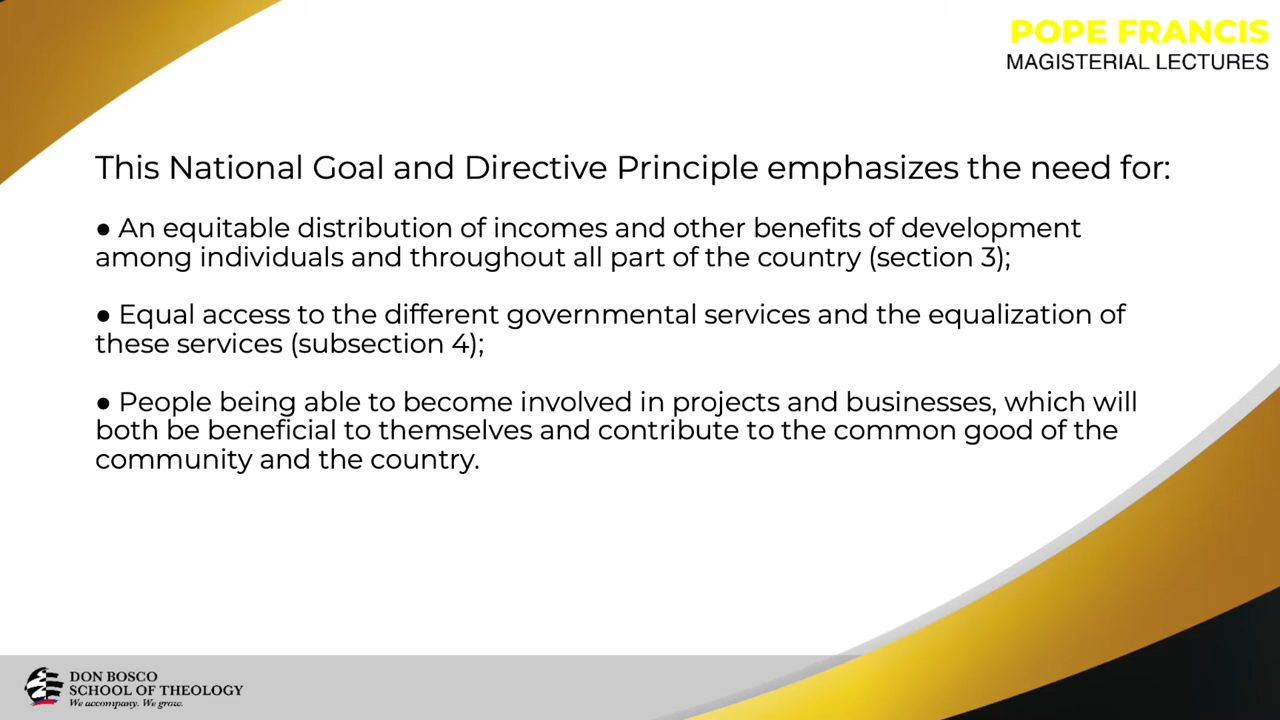 POPE FRANCIS
MAGISTERIAL LECTURES
This National Goal and Directive Principle emphasizes the need for:
● An equitable distribution of incomes and other benefits of development
among individuals and throughout all part of the country (section 3);
● Equal access to the different governmental services and the equalization of
these services (subsection 4);
● People being able to become involved in projects and businesses, which will
both be beneficial to themselves and contribute to the common good of the
community and the country.
DON BOSCO
SCHOOL OF THEOLOGY
We accompany. We grow.